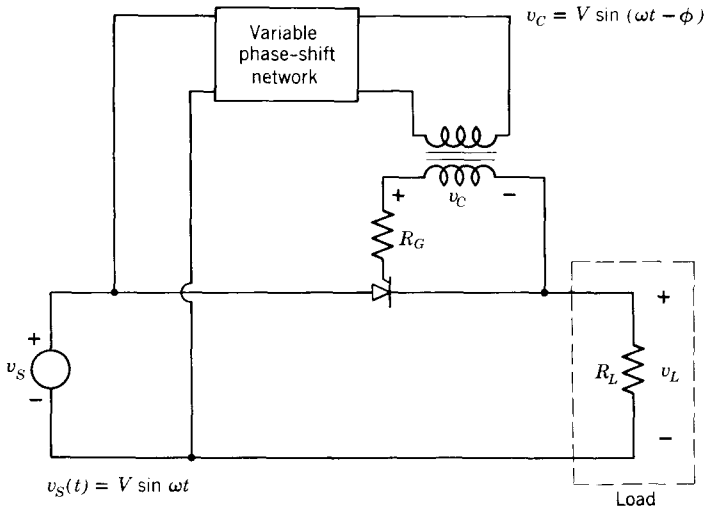 Variable
phase-shift
network
v_C = V sin (ωt − ϕ)
+
v_C
−
R_G
+
v_S
−
+
R_L
v_L
−
v_S(t) = V sin ωt
Load